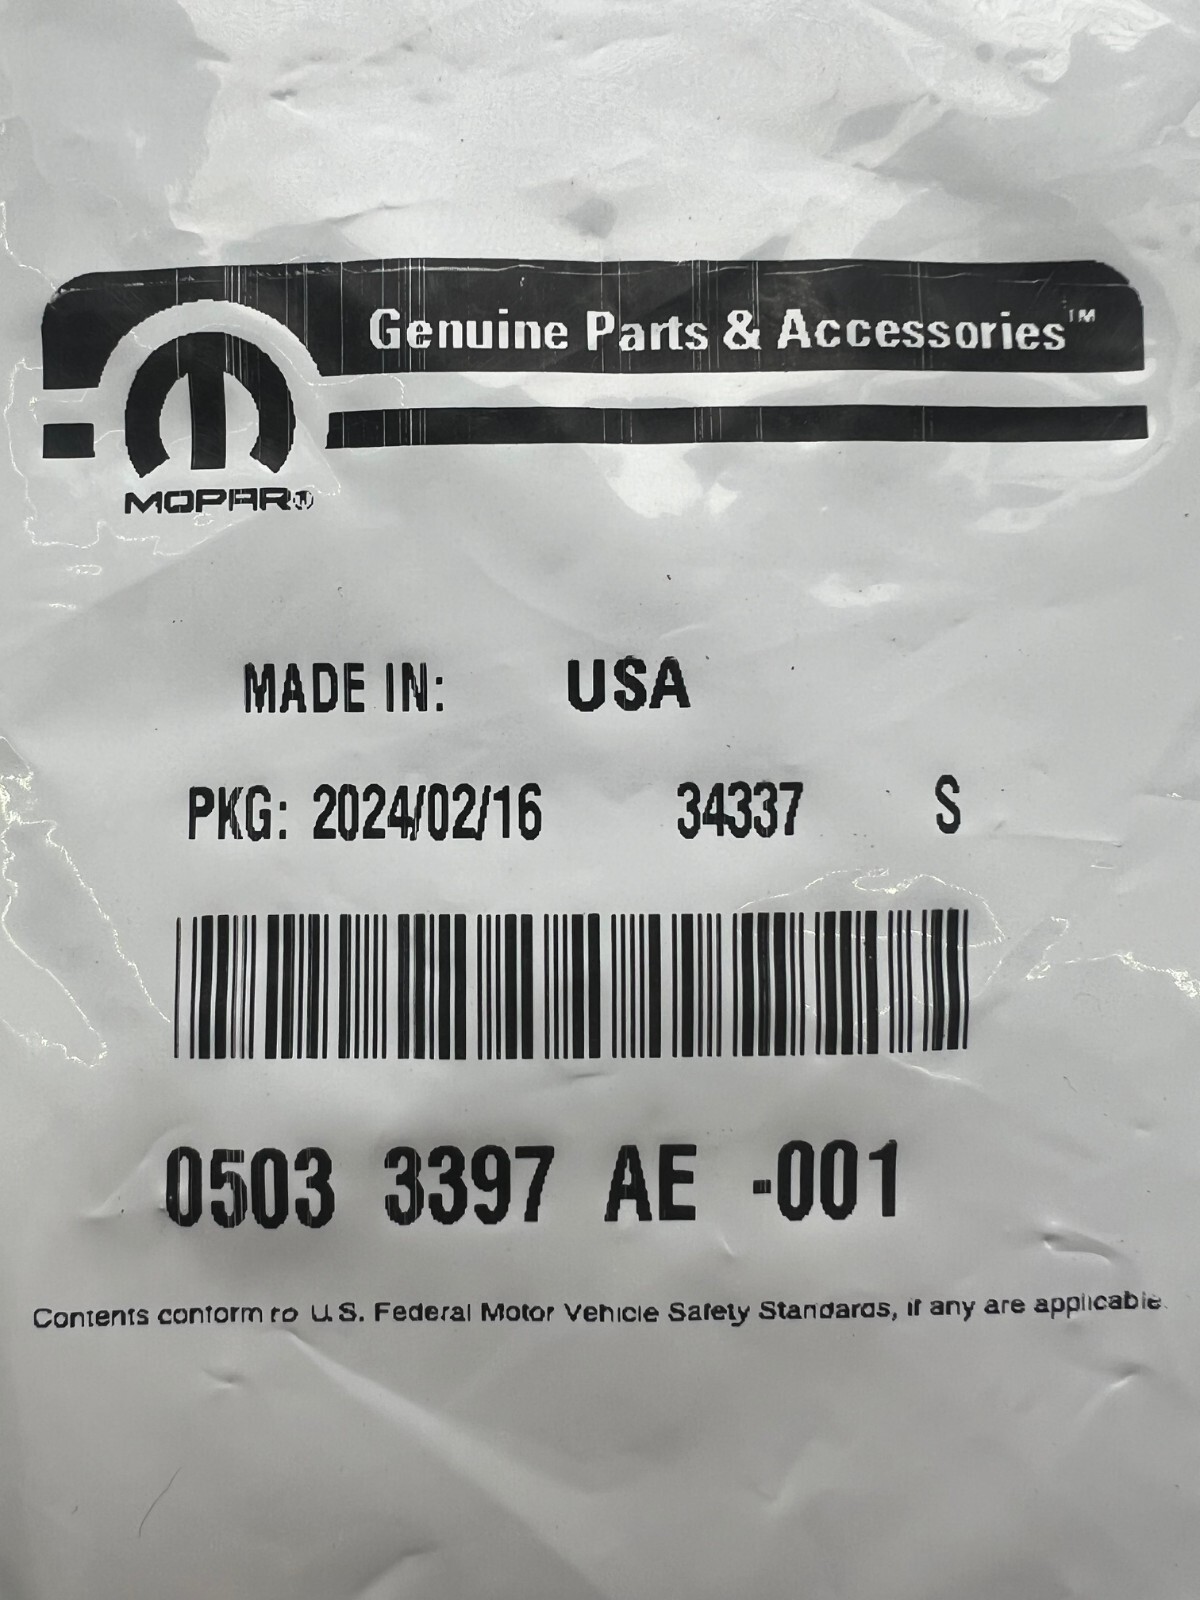 Genuine Parts & Accessories™
MOPAR®
MADE IN: USA
PKG: 2024/02/16 34337 S
0503 3397 AE -001
Contents conform to U.S. Federal Motor Vehicle Safety Standards, if any are applicable.